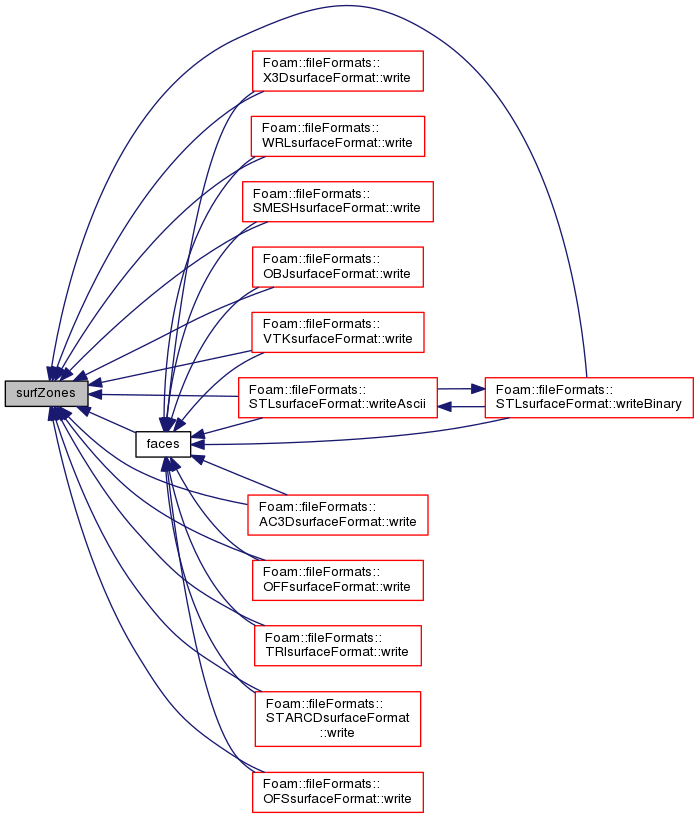 Foam::fileFormats::
X3DsurfaceFormat::write
Foam::fileFormats::
WRLsurfaceFormat::write
Foam::fileFormats::
SMESHsurfaceFormat::write
Foam::fileFormats::
OBJsurfaceFormat::write
Foam::fileFormats::
VTKsurfaceFormat::write
surfZones
Foam::fileFormats::
STLsurfaceFormat::writeAscii
Foam::fileFormats::
STLsurfaceFormat::writeBinary
faces
Foam::fileFormats::
AC3DsurfaceFormat::write
Foam::fileFormats::
OFFsurfaceFormat::write
Foam::fileFormats::
TRIsurfaceFormat::write
Foam::fileFormats::
STARCDsurfaceFormat
::write
Foam::fileFormats::
OFSsurfaceFormat::write